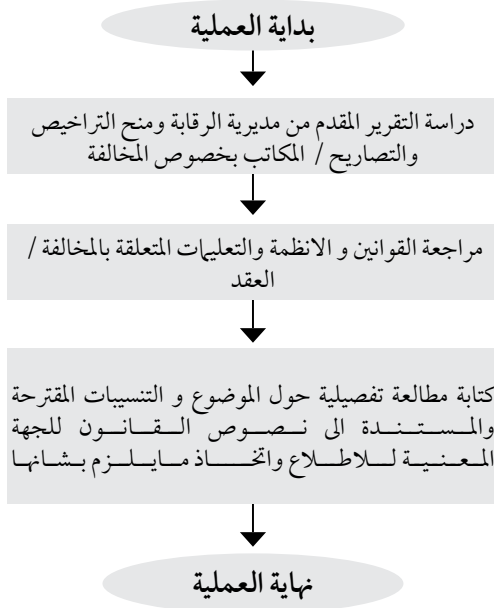 بداية العملية
دراسة التقرير المقدم من مديرية الرقابة ومنح التراخيص
والتصاريح / المكاتب بخصوص المخالفة
مراجعة القوانين و الانظمة والتعليمات المتعلقة بالمخالفة /
العقد
كتابة مطالعة تفصيلية حول الموضوع و التنسيبات المقترحة
والمستندة الى نصوص القانون للجهة
المعنية للاطلاع واتخاذ مايلزم بشانها
نهاية العملية